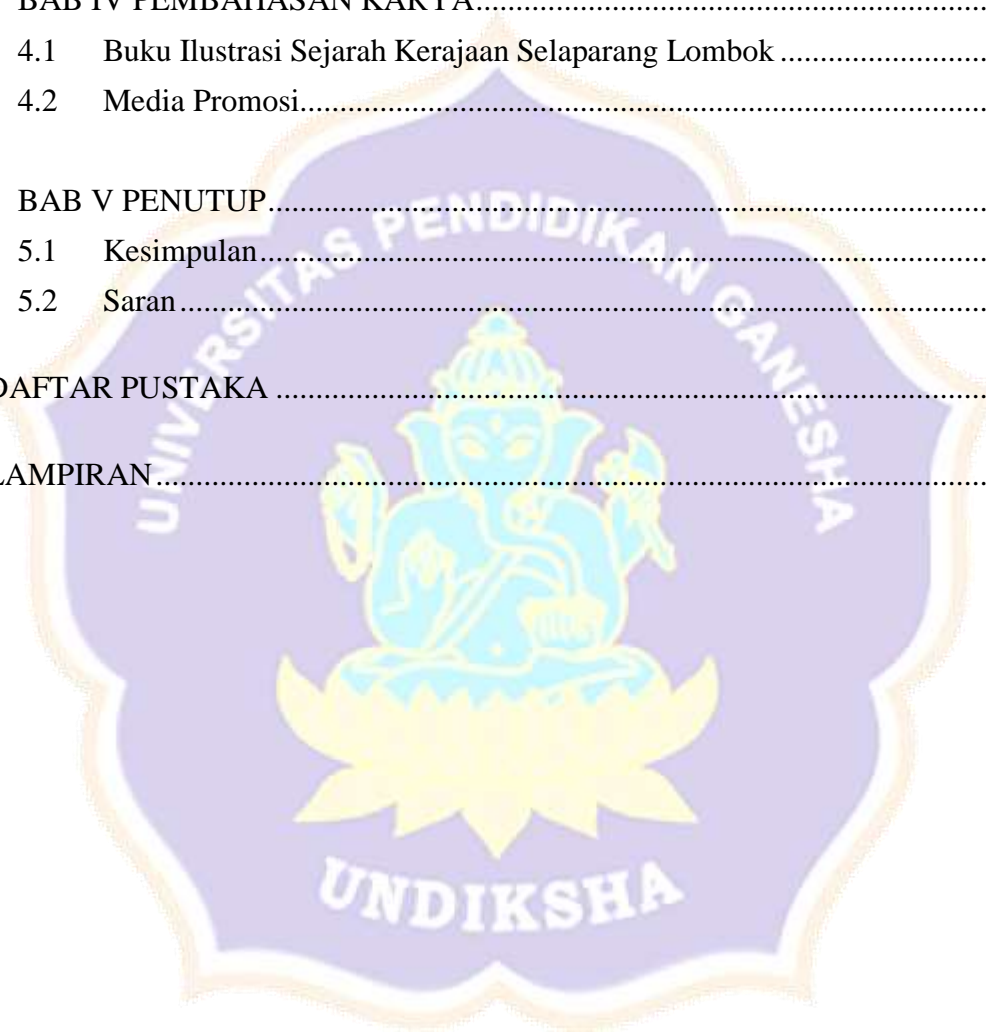 BAB IV PEMBAHASAN KARYA........................................................................
4.1 Buku Ilustrasi Sejarah Kerajaan Selaparang Lombok ..........................
4.2 Media Promosi......................................................................................
BAB V PENUTUP..........................................................................................
5.1 Kesimpulan...........................................................................................
5.2 Saran.....................................................................................................
DAFTAR PUSTAKA .....................................................................................
LAMPIRAN....................................................................................................
UNIVERSITAS PENDIDIKAN GANESHA
UNDIKSHA